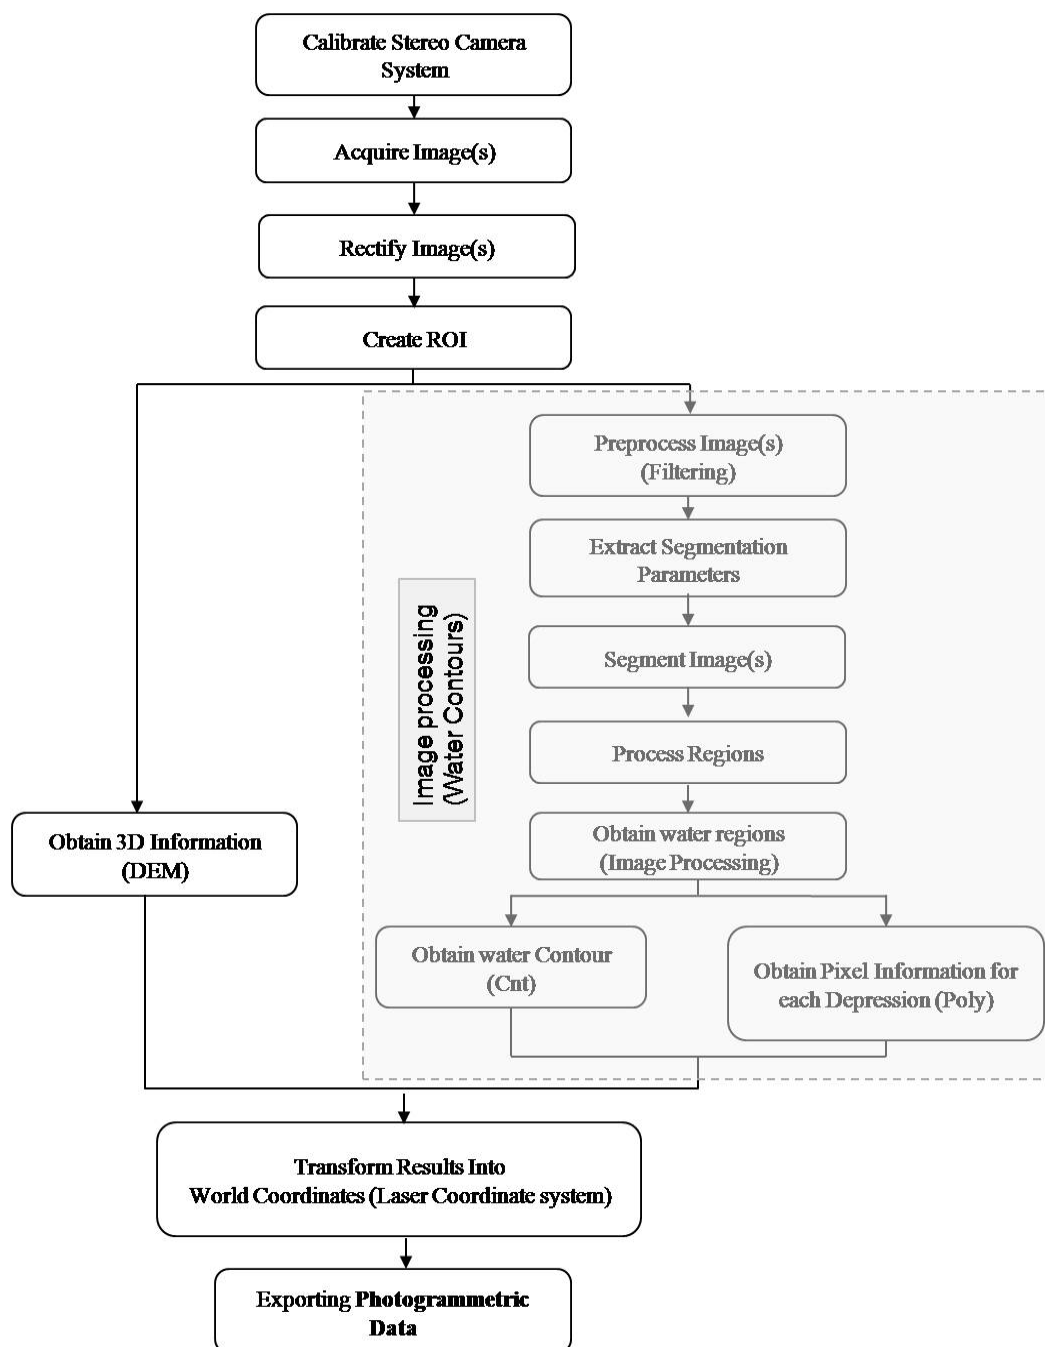 Calibrate Stereo Camera
System
Acquire Image(s)
Rectify Image(s)
Create ROI
Preprocess Image(s)
(Filtering)
Extract Segmentation
Parameters
Segment Image(s)
Process Regions
Image processing
(Water Contours)
Obtain 3D Information
(DEM)
Obtain water regions
(Image Processing)
Obtain water Contour
(Cnt)
Obtain Pixel Information for
each Depression (Poly)
Transform Results Into
World Coordinates (Laser Coordinate system)
Exporting Photogrammetric
Data